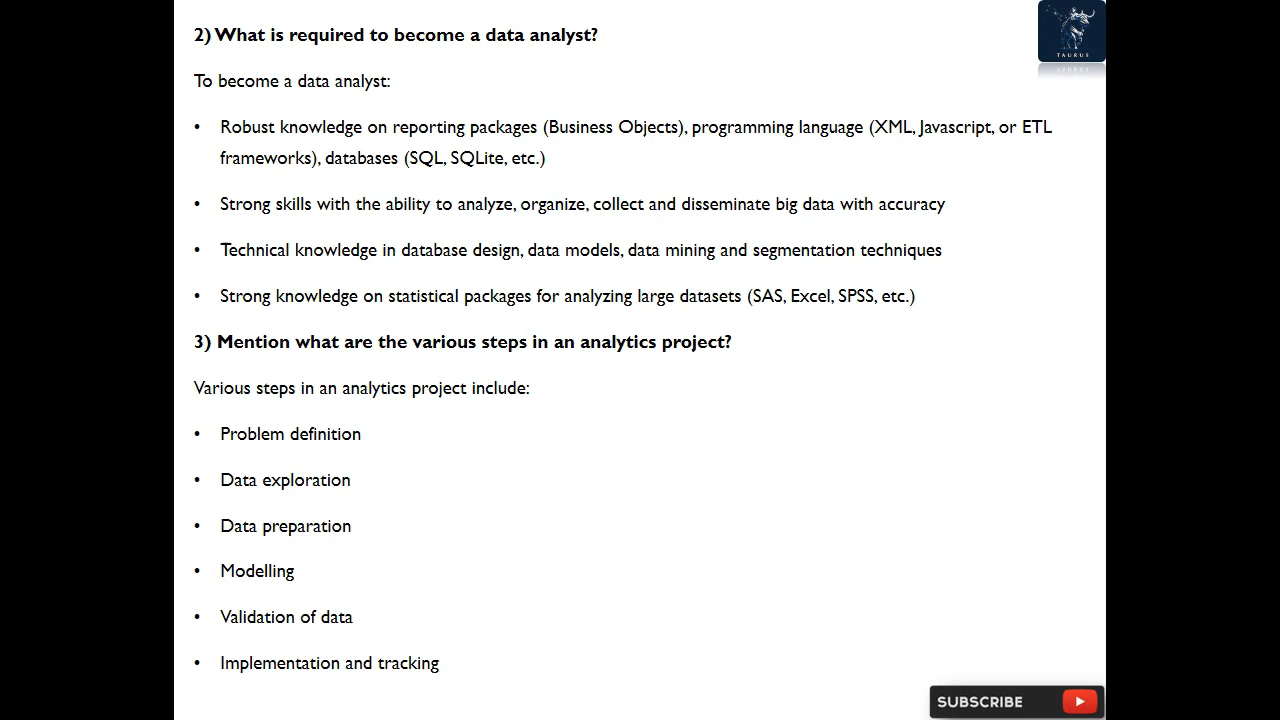 2) What is required to become a data analyst?
TAURUS
To become a data analyst:
• Robust knowledge on reporting packages (Business Objects), programming language (XML, Javascript, or ETL
frameworks), databases (SQL, SQLite, etc.)
• Strong skills with the ability to analyze, organize, collect and disseminate big data with accuracy
• Technical knowledge in database design, data models, data mining and segmentation techniques
• Strong knowledge on statistical packages for analyzing large datasets (SAS, Excel, SPSS, etc.)
3) Mention what are the various steps in an analytics project?
Various steps in an analytics project include:
• Problem definition
• Data exploration
• Data preparation
• Modelling
• Validation of data
• Implementation and tracking
SUBSCRIBE